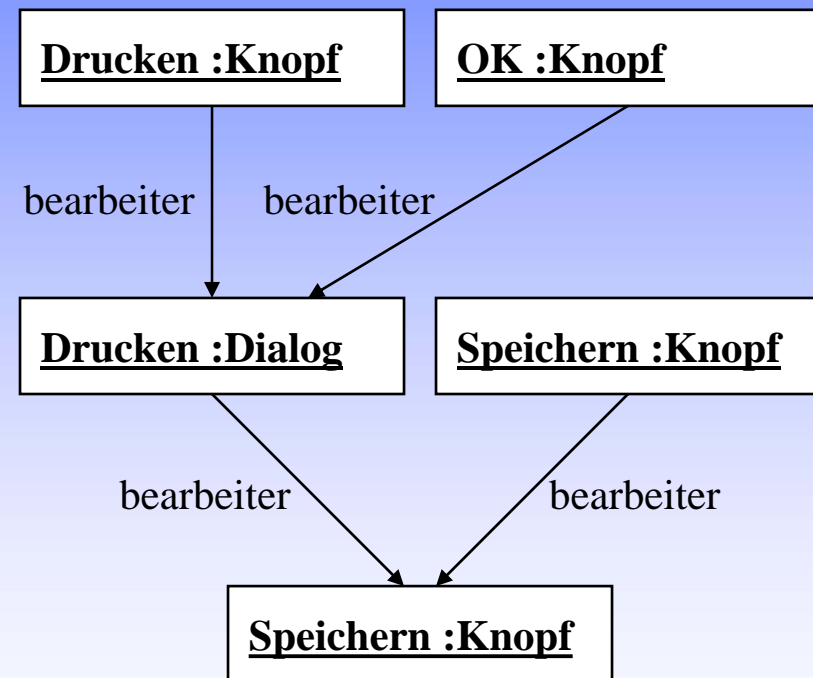 Drucken :Knopf
OK :Knopf
bearbeiter
bearbeiter
Drucken :Dialog
Speichern :Knopf
bearbeiter
bearbeiter
Speichern :Knopf